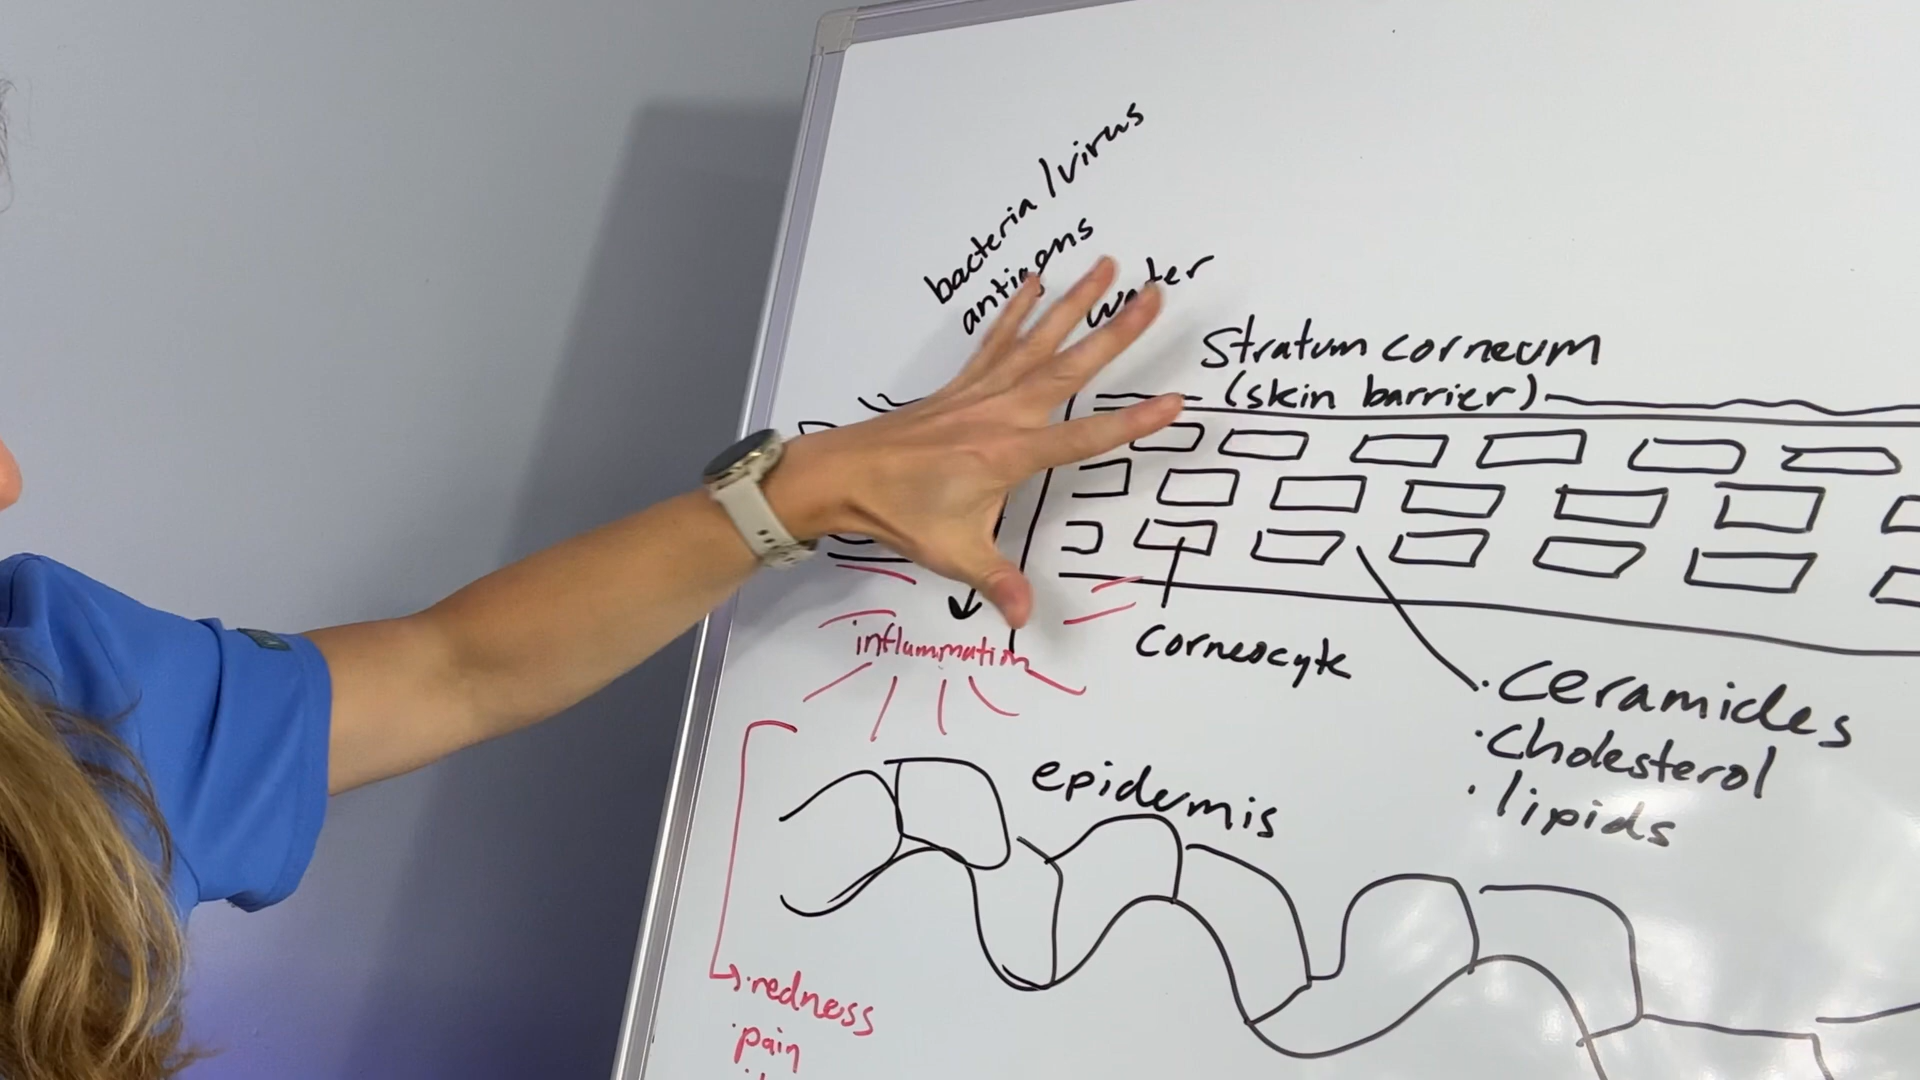 bacteria/virus
antigens
water
Stratum corneum
(skin barrier)
inflammation
corneocyte
· ceramides
· cholesterol
· lipids
epidermis
· redness
· pain